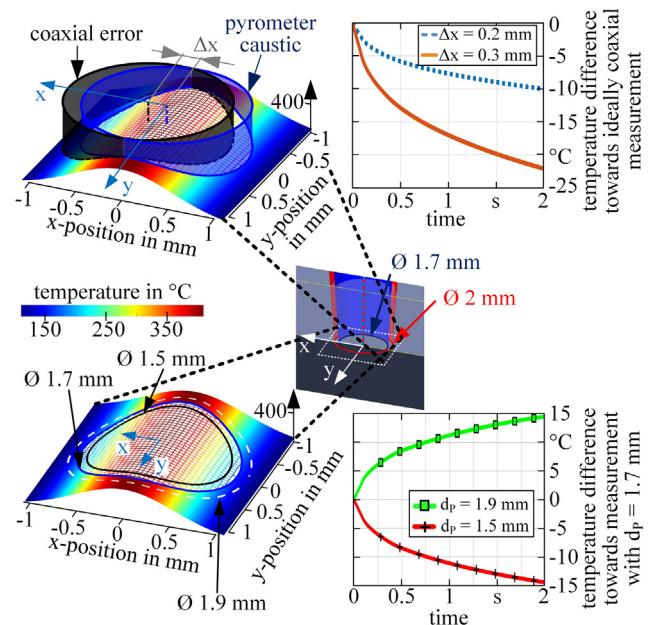 coaxial error
pyrometer
caustic
Δx
x
y
400
-1
-0.5
0
0.5
1
y-position
in mm
-1
-0.5
0
0.5
1
x-position in mm
0
-5
-10
-15
°C
-25
Δx = 0.2 mm
Δx = 0.3 mm
0
0.5
1
s
2
time
temperature difference
towards ideally coaxial
measurement
temperature in °C
150
250
350
Ø 1.7 mm
Ø 2 mm
x
y
Ø 1.5 mm
Ø 1.7 mm
x
y
400
-1
-0.5
0
0.5
1
y-position in mm
-1
-0.5
0
0.5
1
x-position in mm
Ø 1.9 mm
15
°C
5
0
-5
-10
-15
dP = 1.9 mm
dP = 1.5 mm
0
0.5
1
s
2
time
temperature difference
towards measurement
with dP = 1.7 mm